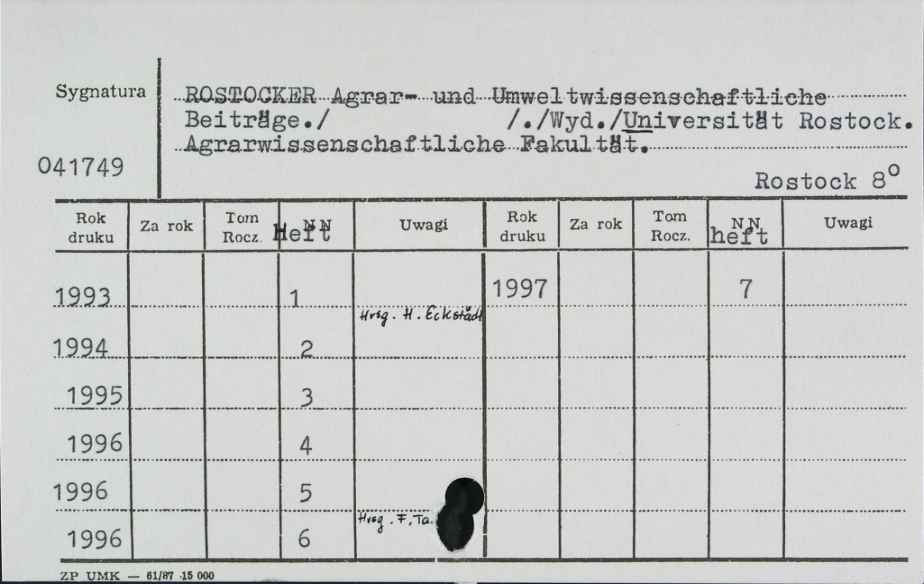 Sygnatura
ROSTOCKER Agrar- und Umweltwissenschaftliche
Beiträge./ /./Wyd./Universität Rostock.
Agrarwissenschaftliche Fakultät.
041749
Rostock 8°
Rok druku Za rok Tom Rocz. NN Heft Uwagi Rok druku Za rok Tom Rocz. NN heft Uwagi
1993 1 1997 7
Hrsg. H. Eckstädt
1994 2
1995 3
1996 4
1996 5
Hrsg. F. Ta
1996 6
ZP UMK — 61/87 ·15 000